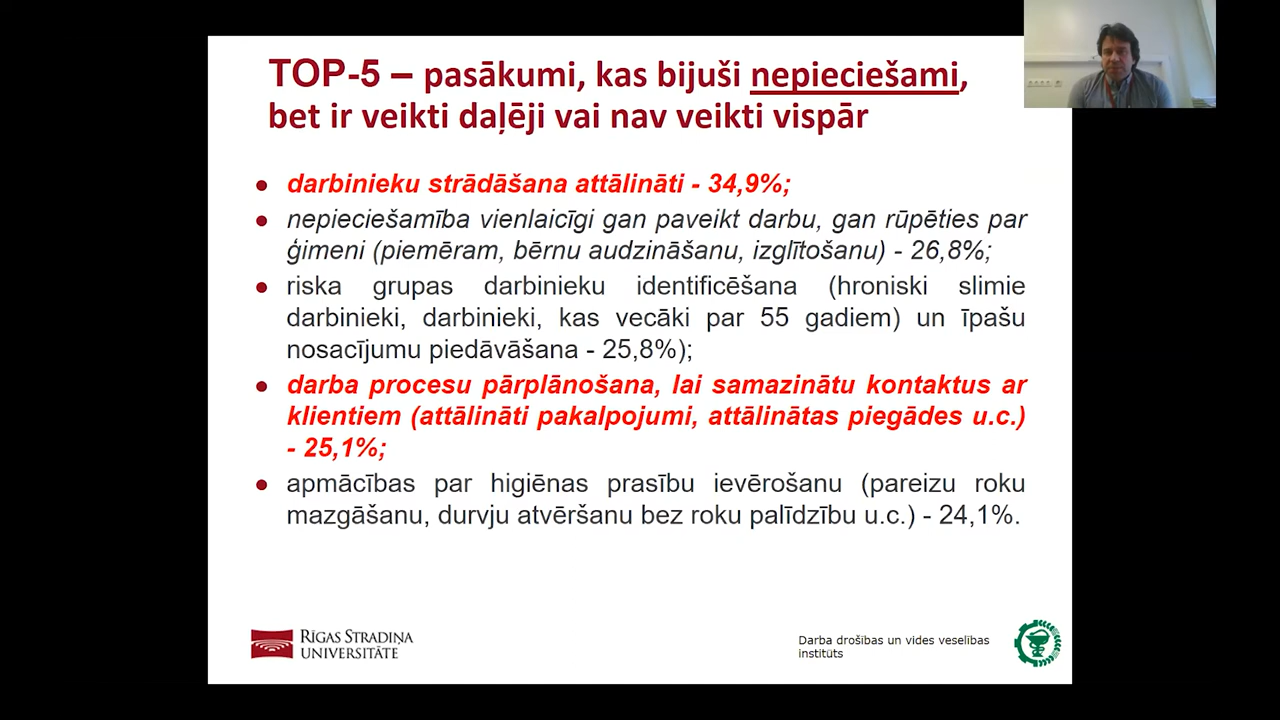 TOP-5 – pasākumi, kas bijuši nepieciešami,
bet ir veikti daļēji vai nav veikti vispār
● darbinieku strādāšana attālināti - 34,9%;
● nepieciešamība vienlaicīgi gan paveikt darbu, gan rūpēties par
ģimeni (piemēram, bērnu audzināšanu, izglītošanu) - 26,8%;
● riska grupas darbinieku identificēšana (hroniski slimie
darbinieki, darbinieki, kas vecāki par 55 gadiem) un īpašu
nosacījumu piedāvāšana - 25,8%);
● darba procesu pārplānošana, lai samazinātu kontaktus ar
klientiem (attālināti pakalpojumi, attālinātas piegādes u.c.)
- 25,1%;
● apmācības par higiēnas prasību ievērošanu (pareizu roku
mazgāšanu, durvju atvēršanu bez roku palīdzību u.c.) - 24,1%.
RĪGAS STRADIŅA
UNIVERSITĀTE
Darba drošības un vides veselības
institūts